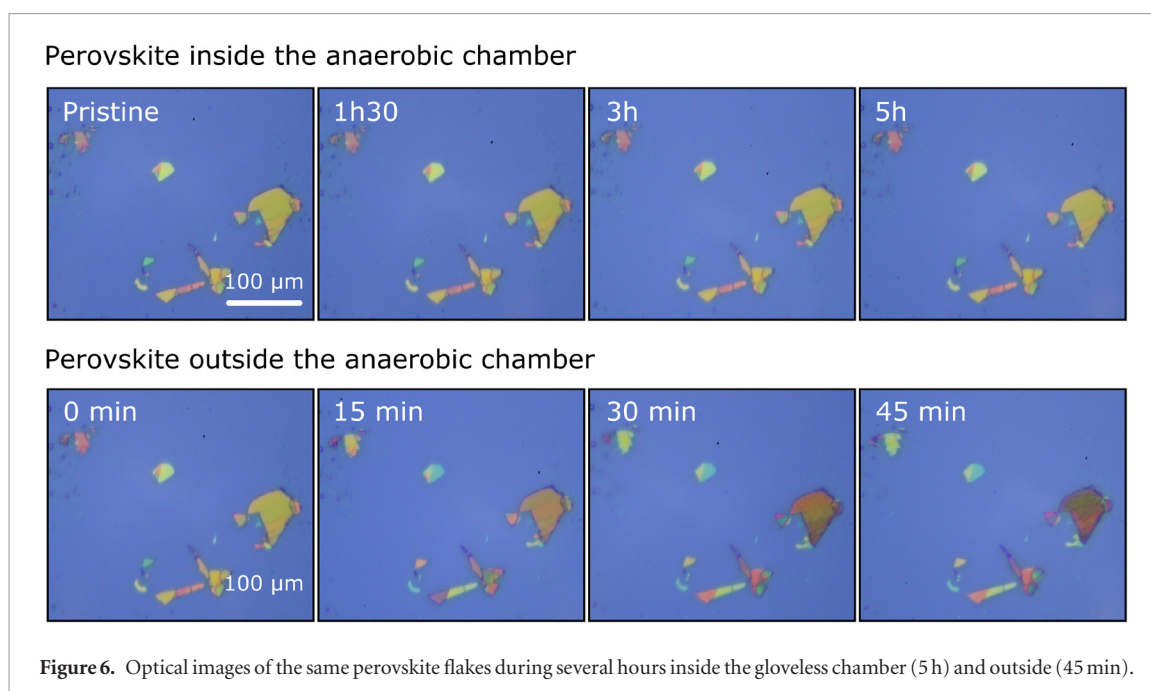 Perovskite inside the anaerobic chamber
Pristine 1h30 3h 5h
100 µm
Perovskite outside the anaerobic chamber
0 min 15 min 30 min 45 min
100 µm
Figure 6. Optical images of the same perovskite flakes during several hours inside the gloveless chamber (5 h) and outside (45 min).